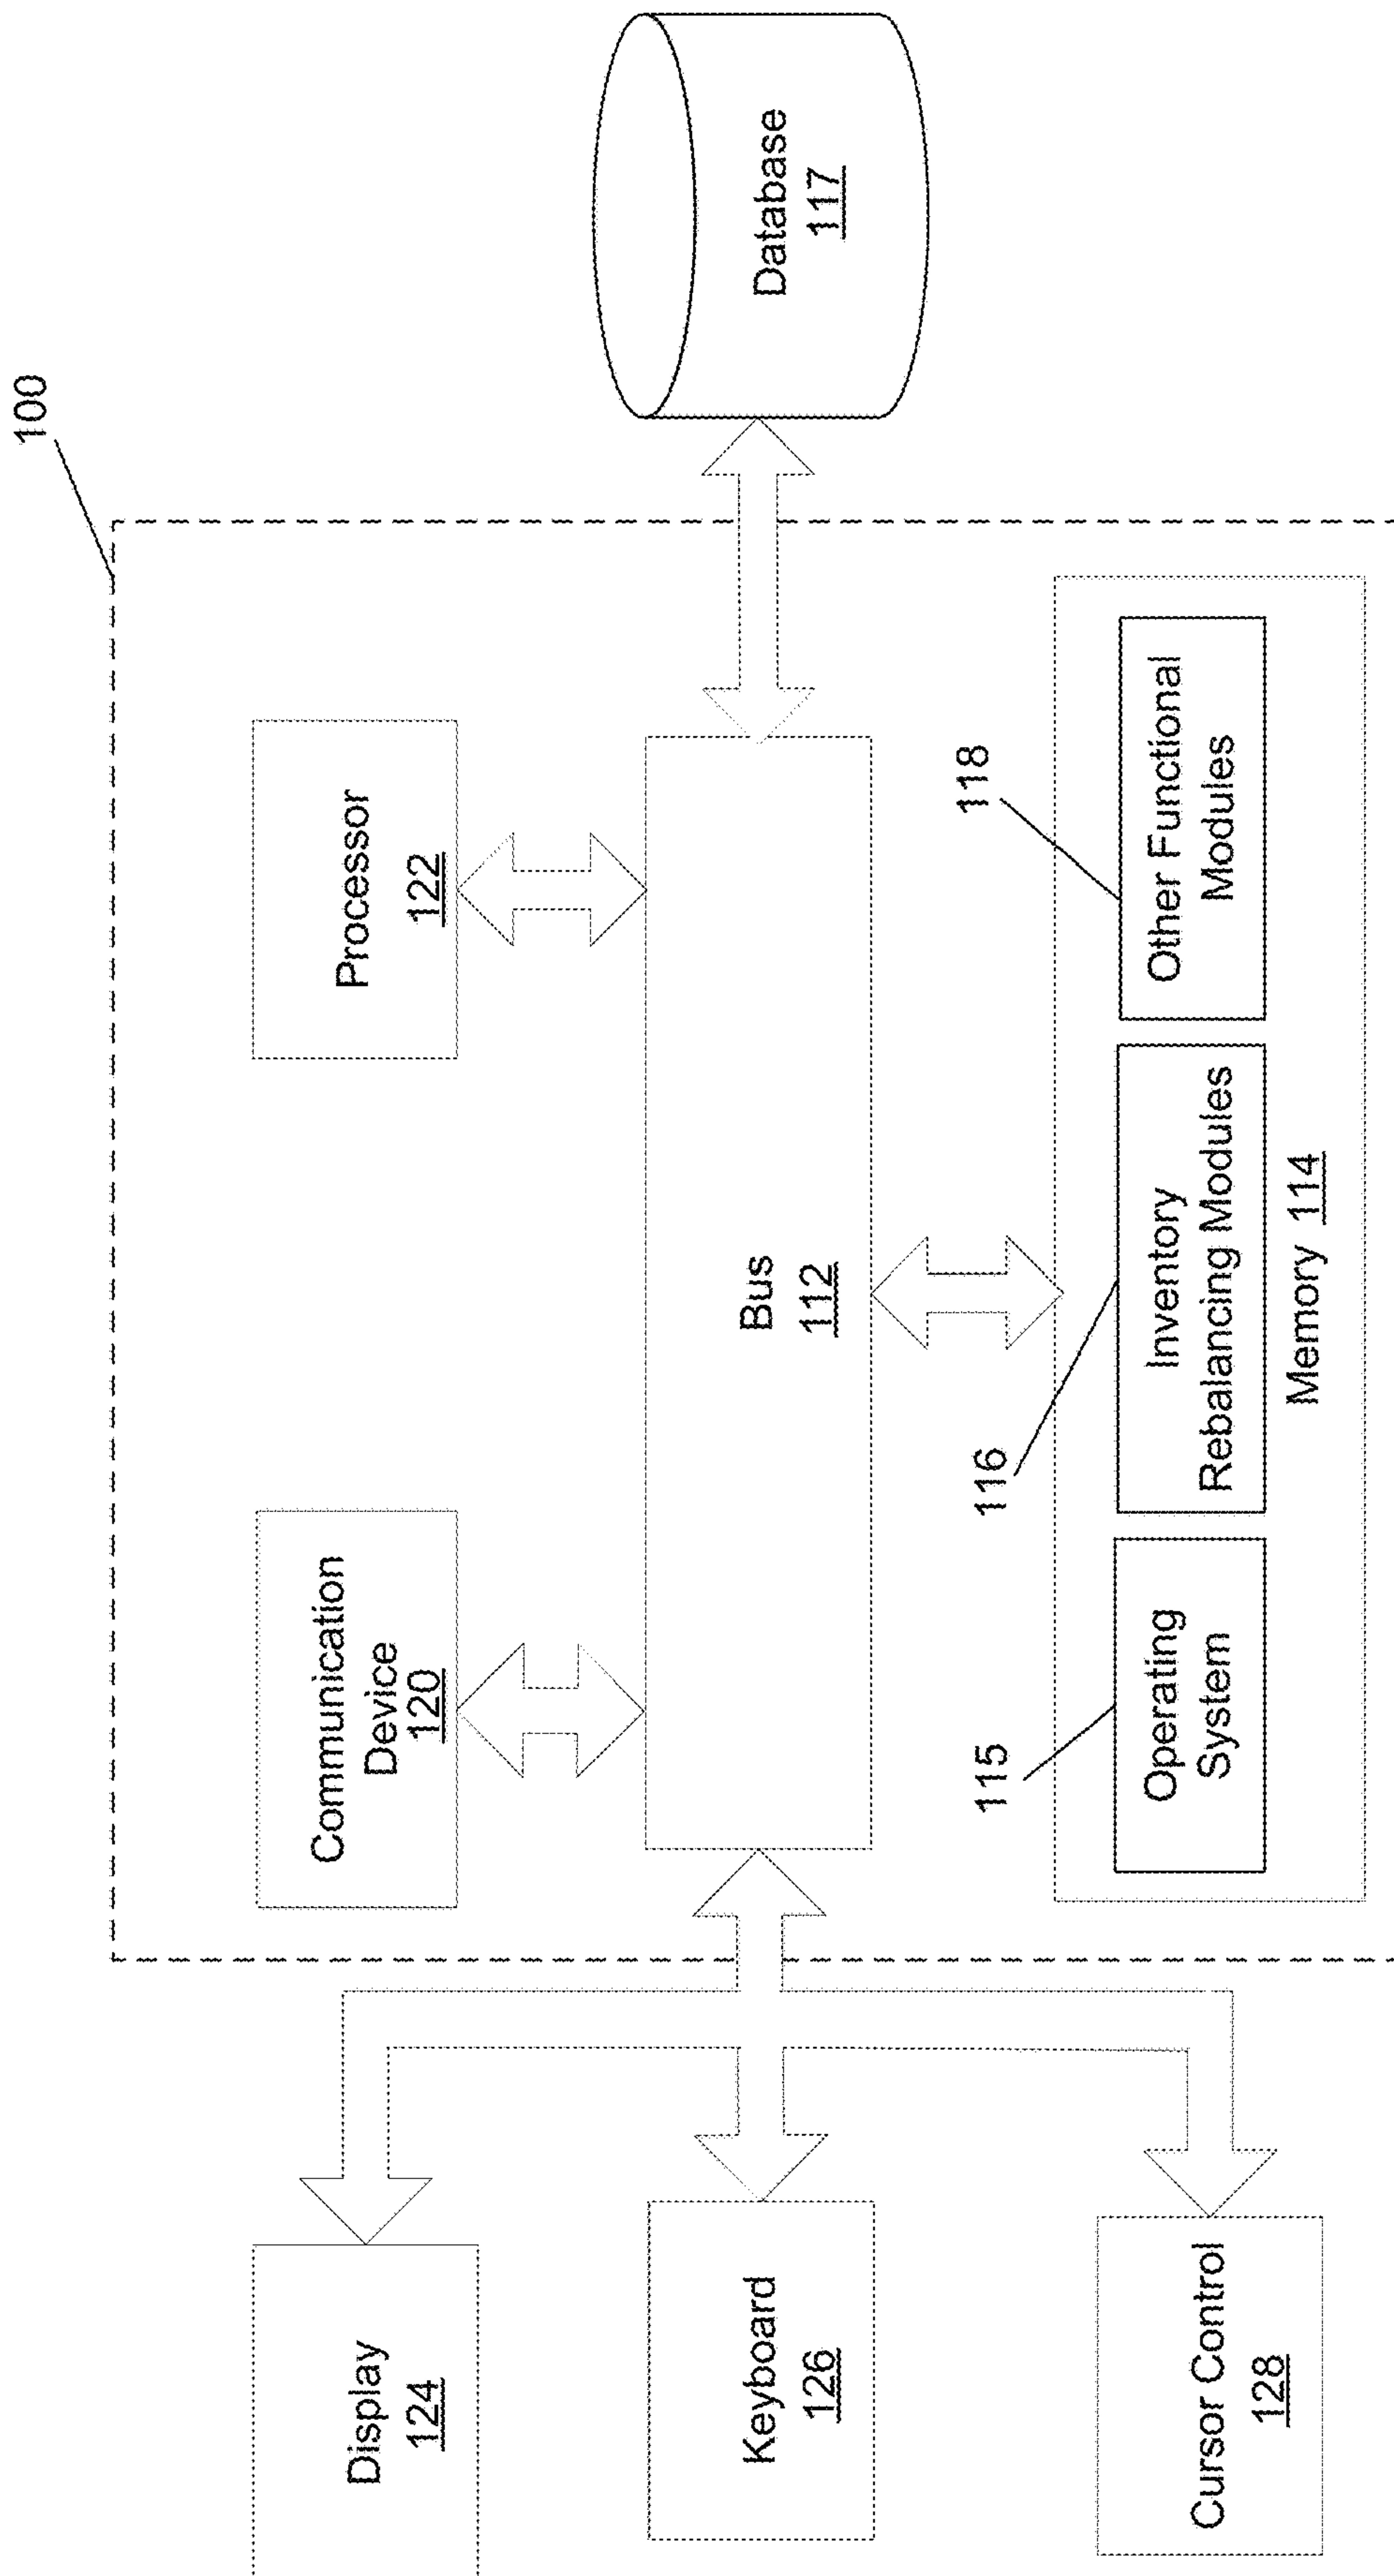 100
Communication
Device
120
Processor
122
Display
124
Keyboard
126
Cursor Control
128
Bus
112
Database
117
115
116
118
Operating
System
Inventory
Rebalancing Modules
Other Functional
Modules
Memory 114